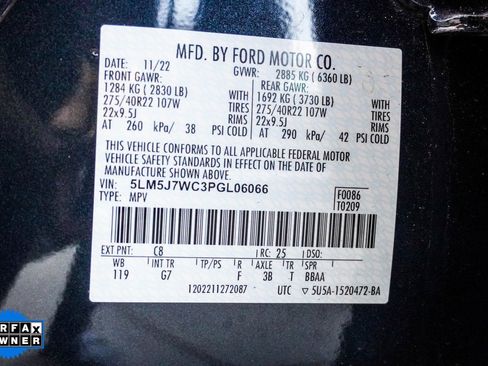 MFD. BY FORD MOTOR CO.
DATE: 11/22 GVWR: 2885 KG ( 6360 LB)
FRONT GAWR: REAR GAWR:
1284 KG ( 2830 LB) WITH 1692 KG ( 3730 LB) WITH
275/40R22 107W TIRES 275/40R22 107W TIRES
22x9.5J RIMS 22x9.5J RIMS
AT 260 kPa/ 38 PSI COLD AT 290 kPa/ 42 PSI COLD
THIS VEHICLE CONFORMS TO ALL APPLICABLE FEDERAL MOTOR
VEHICLE SAFETY STANDARDS IN EFFECT ON THE DATE OF
MANUFACTURE SHOWN ABOVE.
VIN: 5LM5J7WC3PGL06066 F0086
TYPE: MPV T0209
EXT PNT: C8 RC: 25 DSO:
WB INT TR TP/PS R AXLE TR SPR
119 G7 F 3B T BBAA
1202211272087 UTC 5U5A-1520472-BA
RFAX
WNER